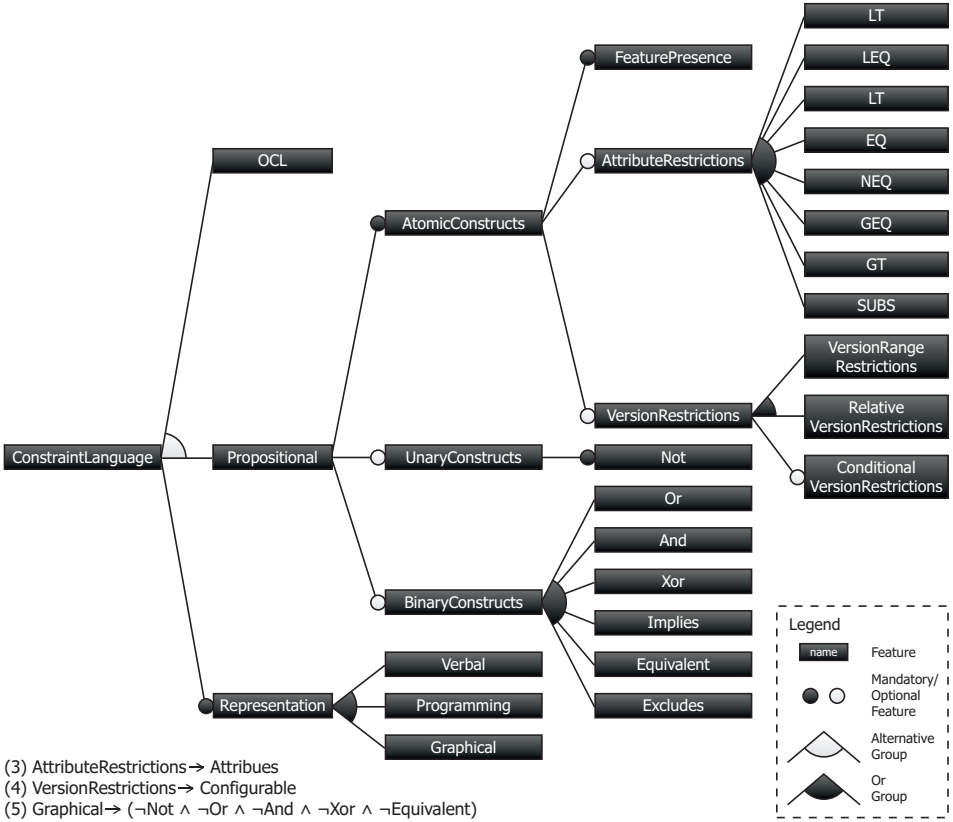 LT
LEQ
LT
EQ
NEQ
GEQ
GT
SUBS
FeaturePresence
AttributeRestrictions
OCL
AtomicConstructs
VersionRange
Restrictions
Relative
VersionRestrictions
Conditional
VersionRestrictions
VersionRestrictions
ConstraintLanguage
Propositional
UnaryConstructs
Not
Or
And
Xor
Implies
Equivalent
Excludes
BinaryConstructs
Verbal
Programming
Graphical
Representation
Legend
name
Feature
Mandatory/
Optional
Feature
Alternative
Group
Or
Group
(3) AttributeRestrictions→ Attribues
(4) VersionRestrictions→ Configurable
(5) Graphical→ (¬Not ∧ ¬Or ∧ ¬And ∧ ¬Xor ∧ ¬Equivalent)